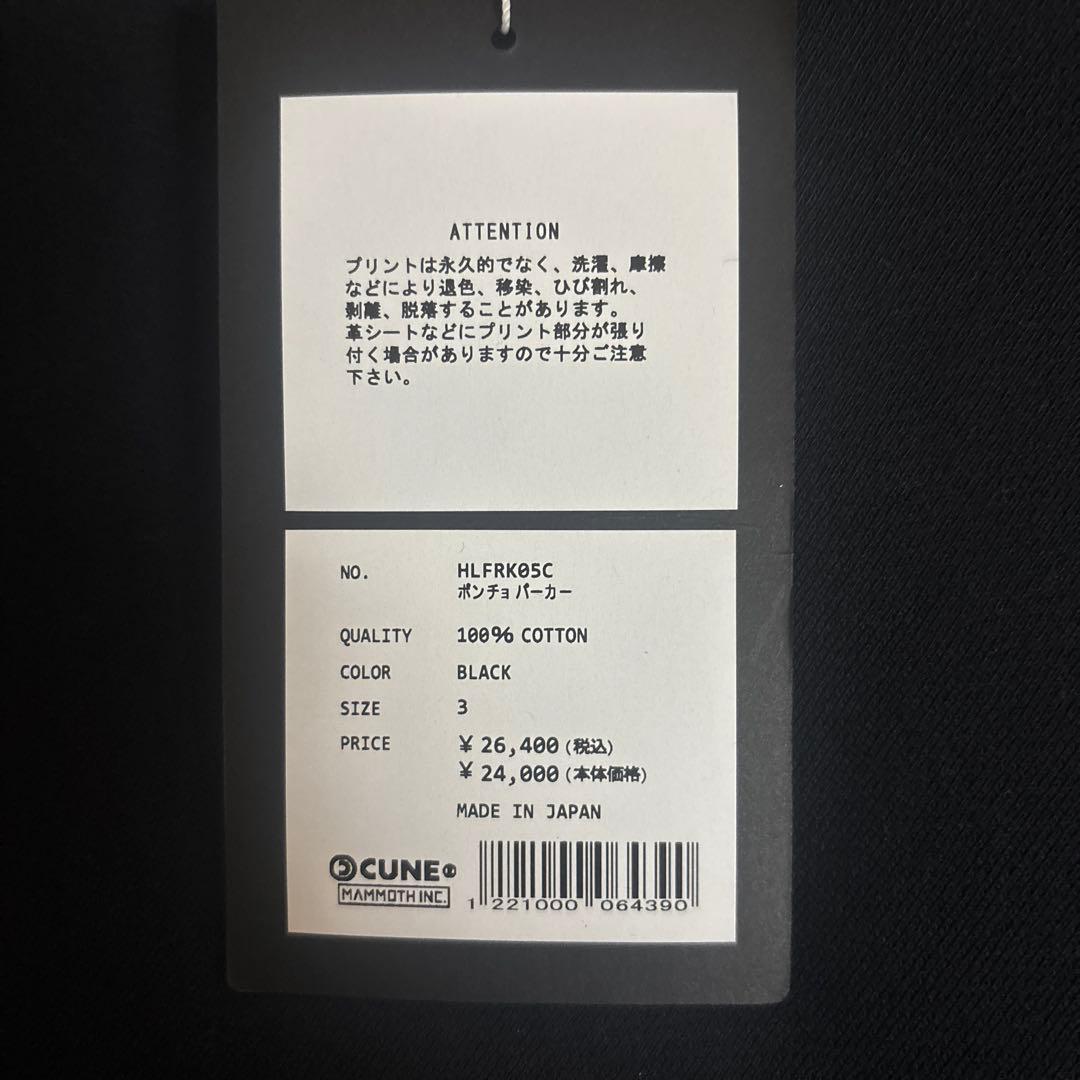 ATTENTION
プリントは永久的でなく、洗濯、摩擦
などにより退色、移染、ひび割れ、
剥離、脱落することがあります。
革シートなどにプリント部分が張り
付く場合がありますので十分ご注意
下さい。
NO. HLFRK05C
ポンチョパーカー
QUALITY 100% COTTON
COLOR BLACK
SIZE 3
PRICE ¥ 26,400 (税込)
¥ 24,000 (本体価格)
MADE IN JAPAN
CUNE
MAMMOTH INC.
1 221000 064390